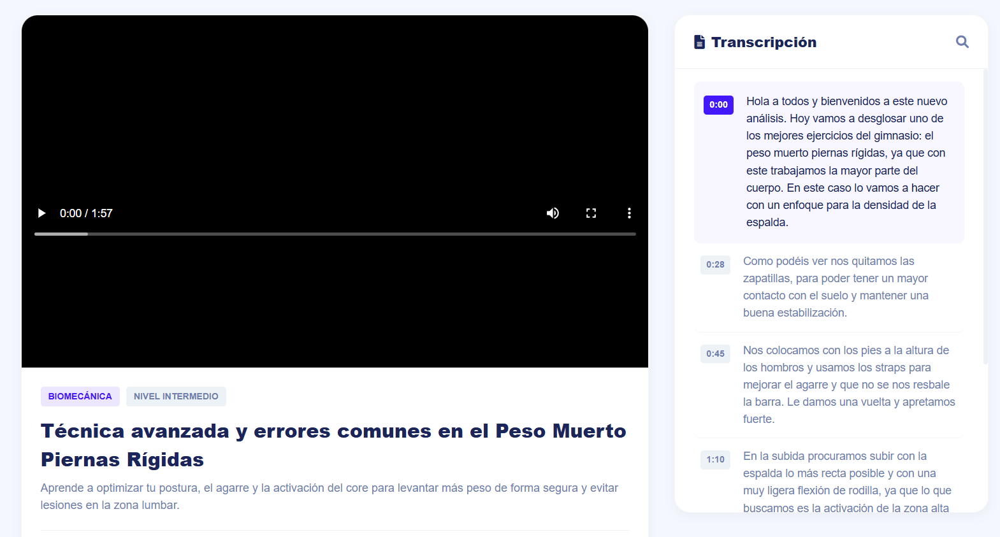 0:00 / 1:57
BIOMECÁNICA
NIVEL INTERMEDIO
Técnica avanzada y errores comunes en el Peso Muerto
Piernas Rígidas
Aprende a optimizar tu postura, el agarre y la activación del core para levantar más peso de forma segura y evitar
lesiones en la zona lumbar.
Transcripción
0:00
Hola a todos y bienvenidos a este nuevo
análisis. Hoy vamos a desglosar uno de
los mejores ejercicios del gimnasio: el
peso muerto piernas rígidas, ya que con
este trabajamos la mayor parte del
cuerpo. En este caso lo vamos a hacer
con un enfoque para la densidad de la
espalda.
0:28
Como podéis ver nos quitamos las
zapatillas, para poder tener un mayor
contacto con el suelo y mantener una
buena estabilización.
0:45
Nos colocamos con los pies a la altura de
los hombros y usamos los straps para
mejorar el agarre y que no se nos resbale
la barra. Le damos una vuelta y apretamos
fuerte.
1:10
En la subida procuramos subir con la
espalda lo más recta posible y con una
muy ligera flexión de rodilla, ya que lo que
buscamos es la activación de la zona alta